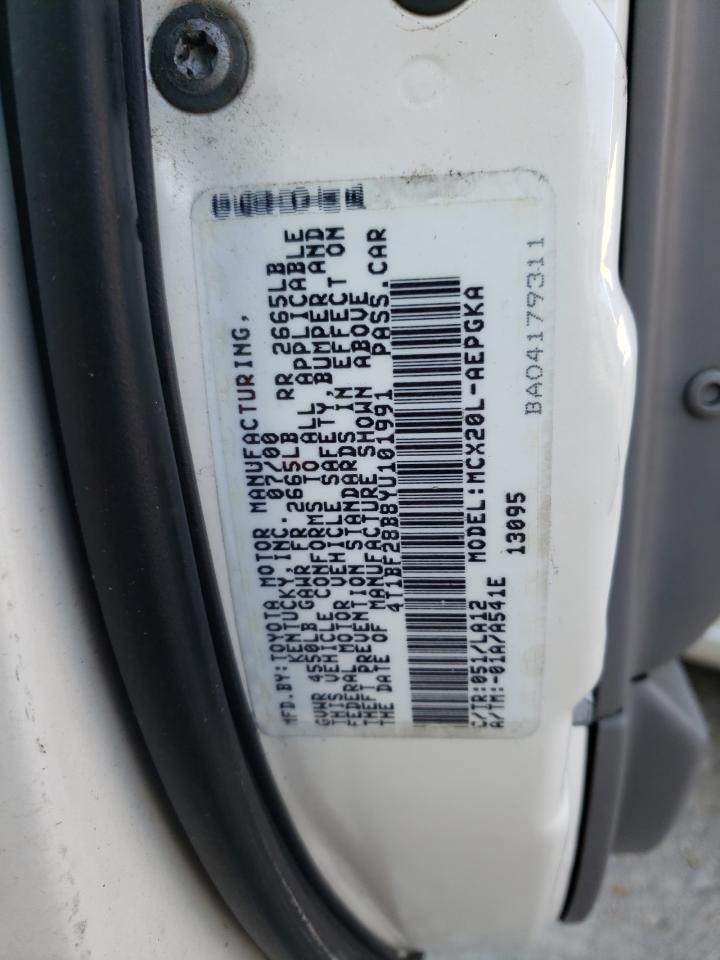 MFD.BY:TOYOTA MOTOR MANUFACTURING,
KENTUCKY,INC. 07/00
GVWR 4550LB GAWR FR 2665LB RR 2665LB
THIS VEHICLE CONFORMS TO ALL APPLICABLE
FEDERAL MOTOR VEHICLE SAFETY, BUMPER AND
THEFT PREVENTION STANDARDS IN EFFECT ON
THE DATE OF MANUFACTURE SHOWN ABOVE
4T1BF28B8YU101991 PASS.CAR
MODEL:MCX20L-AEPGKA
C/TR:051/LA12
A/TM:-01A/A541E 13095
BA04179311